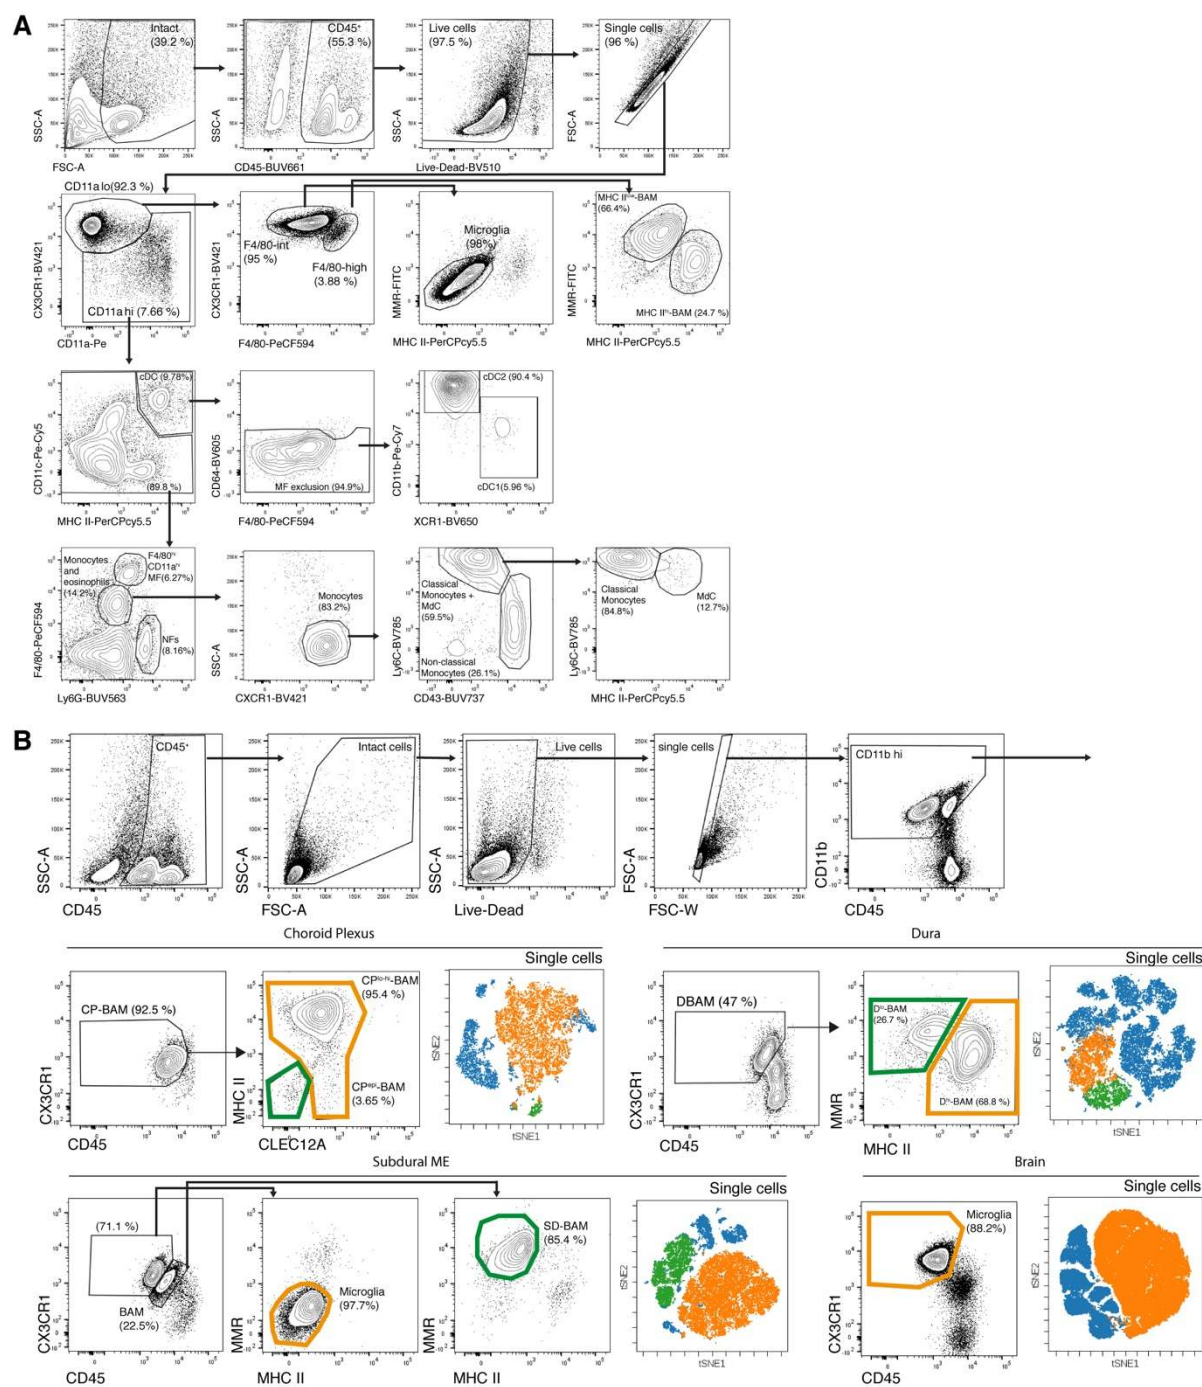 A
Intact
(39.2 %)
SSC-A
FSC-A
CD45+
(55.3 %)
SSC-A
CD45-BUV661
Live cells
(97.5 %)
SSC-A
Live-Dead-BV510
Single cells
(96 %)
FSC-A
CD11a lo(92.3 %)
CX3CR1-BV421
CD11a hi (7.66 %)
CD11a-Pe
CX3CR1-BV421
F4/80-int
(95 %)
F4/80-high
(3.88 %)
F4/80-PeCF594
Microglia
(98%)
MMR-FITC
MHC II-PerCPcy5.5
MHC IIlow-BAM
(66.4%)
MMR-FITC
MHC IIhi-BAM (24.7 %)
MHC II-PerCPcy5.5
cDC (9.78%)
CD11c-Pe-Cy5
(89.8 %)
MHC II-PerCPcy5.5
CD64-BV605
MF exclusion (94.9%)
F4/80-PeCF594
cDC2 (90.4 %)
CD11b-Pe-Cy7
cDC1(5.96 %)
XCR1-BV650
Monocytes
and
eosinophils
(14.2%)
F4/80hi
CD11ahi
MF(6.27%)
NFs
(8.16%)
F4/80-PeCF594
Ly6G-BUV563
Monocytes
(83.2%)
SSC-A
CXCR1-BV421
Classical
Monocytes +
MdC
(59.5%)
Non-classical
Monocytes (26.1%)
Ly6C-BV785
CD43-BUV737
Classical
Monocytes
(84.8%)
MdC
(12.7%)
Ly6C-BV785
MHC II-PerCPcy5.5
B
CD45+
SSC-A
CD45
Intact cells
SSC-A
FSC-A
Live cells
SSC-A
Live-Dead
single cells
FSC-A
FSC-W
CD11b hi
CD11b
CD45
Choroid Plexus
CP-BAM (92.5 %)
CX3CR1
CD45
CPlo-hi-BAM
(95.4 %)
CPepi-BAM
(3.65 %)
MHC II
CLEC12A
Single cells
tSNE2
tSNE1
Dura
DBAM (47 %)
CX3CR1
CD45
Dlo-BAM
(26.7 %)
Dhi-BAM (68.8 %)
MMR
MHC II
Single cells
tSNE2
tSNE1
Subdural ME
(71.1 %)
BAM
(22.5%)
CX3CR1
CD45
Microglia
(97.7%)
MMR
MHC II
SD-BAM
(85.4 %)
MMR
MHC II
Single cells
tSNE2
tSNE1
Brain
Microglia
(88.2%)
CX3CR1
CD45
Single cells
tSNE2
tSNE1